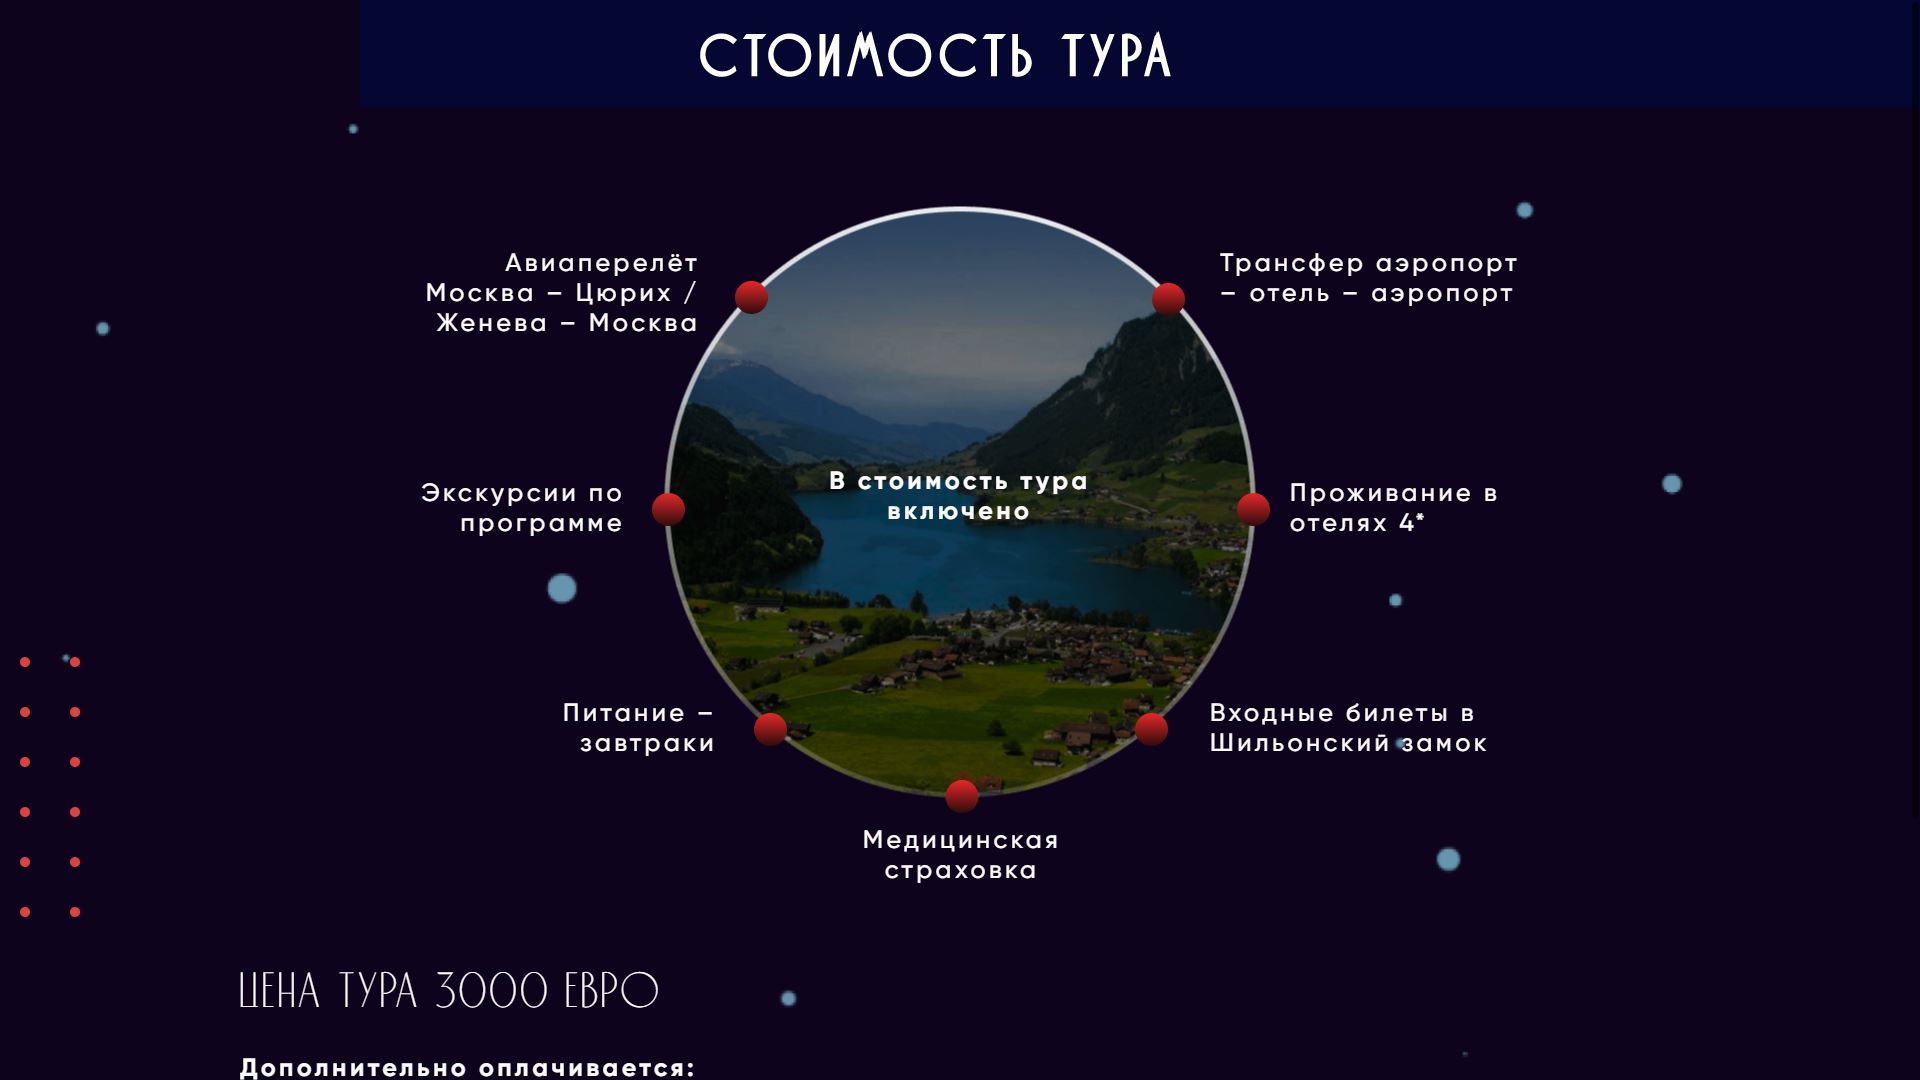 СТОИМОСТЬ ТУРА
Авиаперелёт
Москва – Цюрих /
Женева – Москва
Трансфер аэропорт
– отель – аэропорт
Экскурсии по
программе
В стоимость тура
включено
Проживание в
отелях 4*
Питание –
завтраки
Входные билеты в
Шильонский замок
Медицинская
страховка
ЦЕНА ТУРА 3000 ЕВРО
Дополнительно оплачивается: